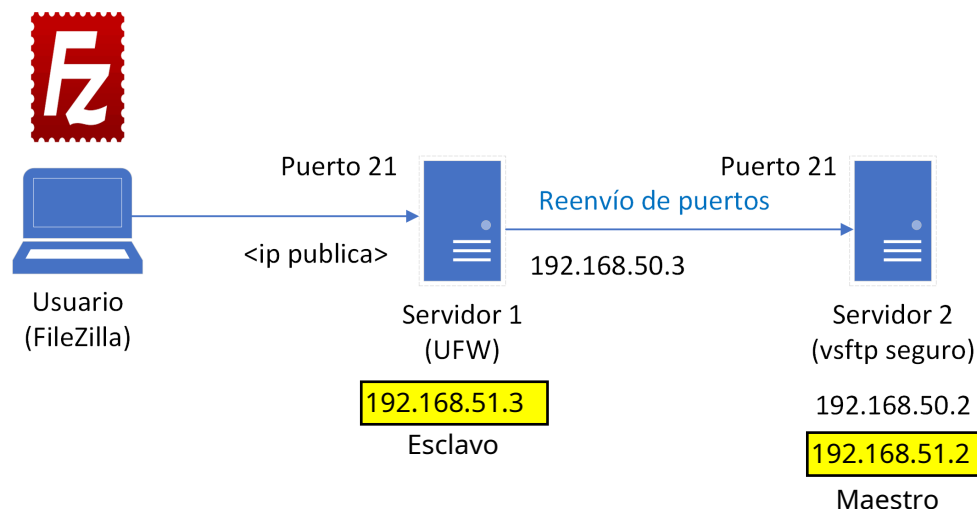 Fz
Puerto 21
Puerto 21
Reenvío de puertos
<ip publica>
192.168.50.3
Usuario
(FileZilla)
Servidor 1
(UFW)
Servidor 2
(vsftp seguro)
192.168.51.3
Esclavo
192.168.50.2
192.168.51.2
Maestro